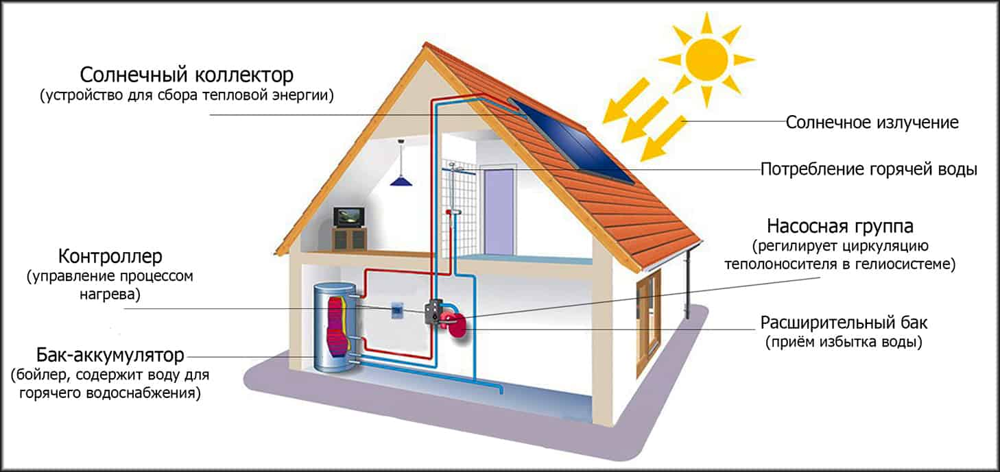 Солнечный коллектор
(устройство для сбора тепловой энергии)
Солнечное излучение
Потребление горячей воды
Насосная группа
(регилирует циркуляцию
теполоносителя в гелиосистеме)
Контроллер
(управление процессом
нагрева)
Расширительный бак
(приём избытка воды)
Бак-аккумулятор
(бойлер, содержит воду для
горячего водоснабжения)